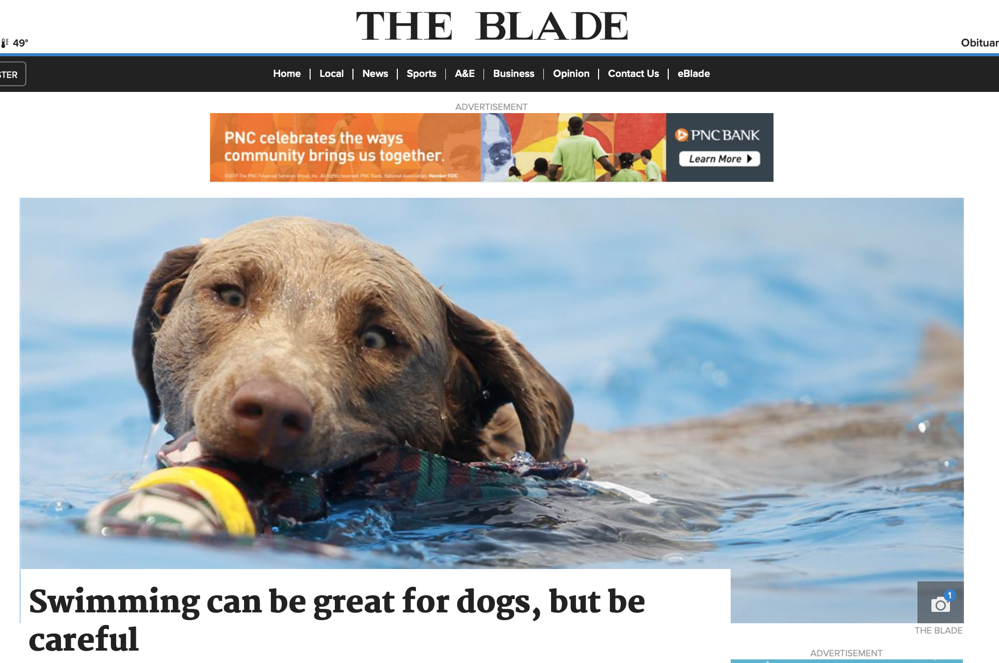 THE BLADE
49°
Obituar
STER
Home | Local | News | Sports | A&E | Business | Opinion | Contact Us | eBlade
ADVERTISEMENT
PNC celebrates the ways
community brings us together.
©2019 The PNC Financial Services Group, Inc. All rights reserved. PNC Bank, National Association. Member FDIC
PNC BANK
Learn More
Swimming can be great for dogs, but be
careful
1
THE BLADE
ADVERTISEMENT